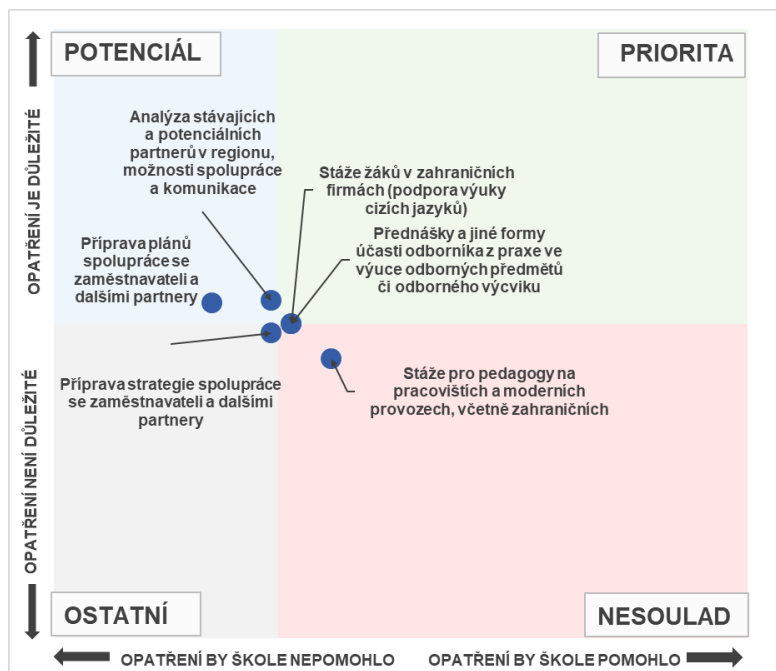 POTENCIÁL
PRIORITA
Analýza stávajících
a potenciálních
partnerů v regionu,
možnosti spolupráce
a komunikace
Stáže žáků v zahraničních
firmách (podpora výuky
cizích jazyků)
Přednášky a jiné formy
účasti odborníka z praxe ve
výuce odborných předmětů
či odborného výcviku
Příprava plánů
spolupráce se
zaměstnavateli a
dalšími partnery
Příprava strategie spolupráce
se zaměstnavateli a dalšími
partnery
Stáže pro pedagogy na
pracovištích a moderních
provozech, včetně zahraničních
OSTATNÍ
NESOULAD
OPATŘENÍ JE DŮLEŽITÉ
OPATŘENÍ NENÍ DŮLEŽITÉ
OPATŘENÍ BY ŠKOLE NEPOMOHLO
OPATŘENÍ BY ŠKOLE POMOHLO